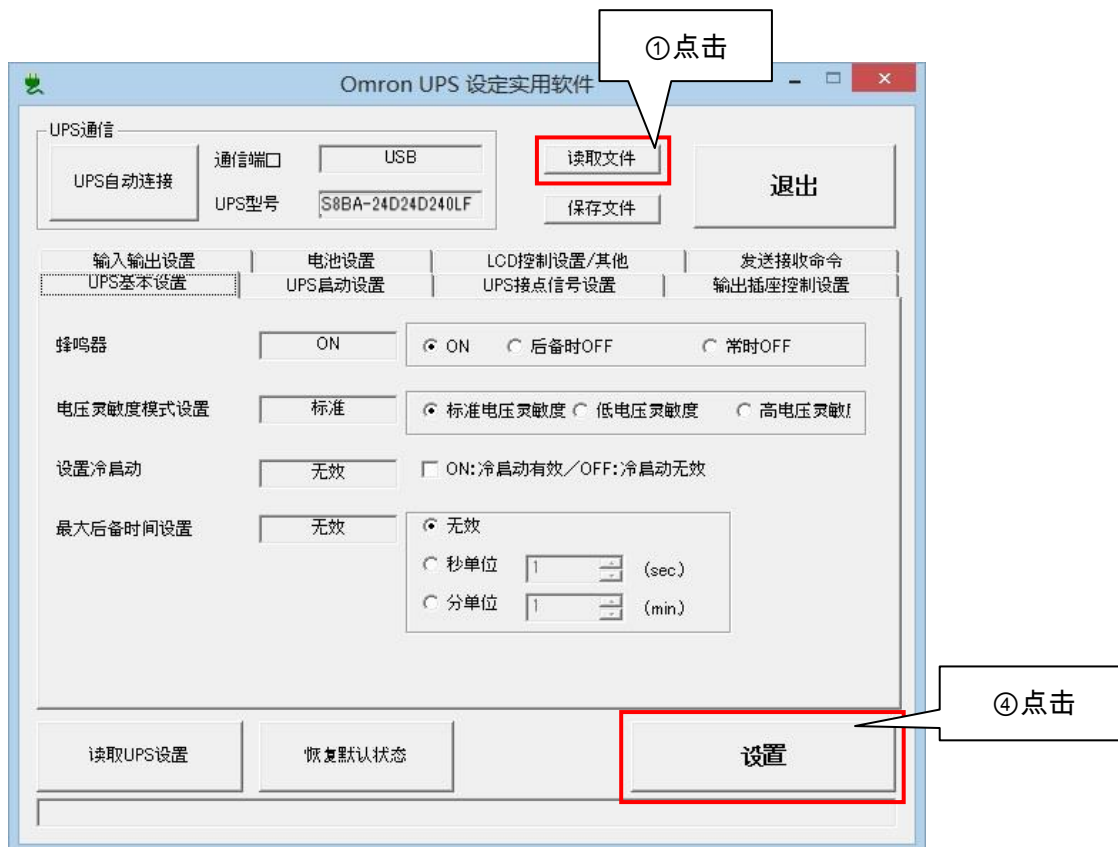 ①点击
Omron UPS 设定实用软件
UPS通信
UPS自动连接
通信端口
USB
UPS型号
S8BA-24D24D240LF
读取文件
保存文件
退出
输入输出设置
电池设置
LCD控制设置/其他
发送接收命令
UPS基本设置
UPS启动设置
UPS接点信号设置
输出插座控制设置
蜂鸣器
ON
ON
后备时OFF
常时OFF
电压灵敏度模式设置
标准
标准电压灵敏度
低电压灵敏度
高电压灵敏
设置冷启动
无效
ON:冷启动有效/OFF:冷启动无效
最大后备时间设置
无效
无效
秒单位
1
(sec.)
分单位
1
(min.)
④点击
读取UPS设置
恢复默认状态
设置